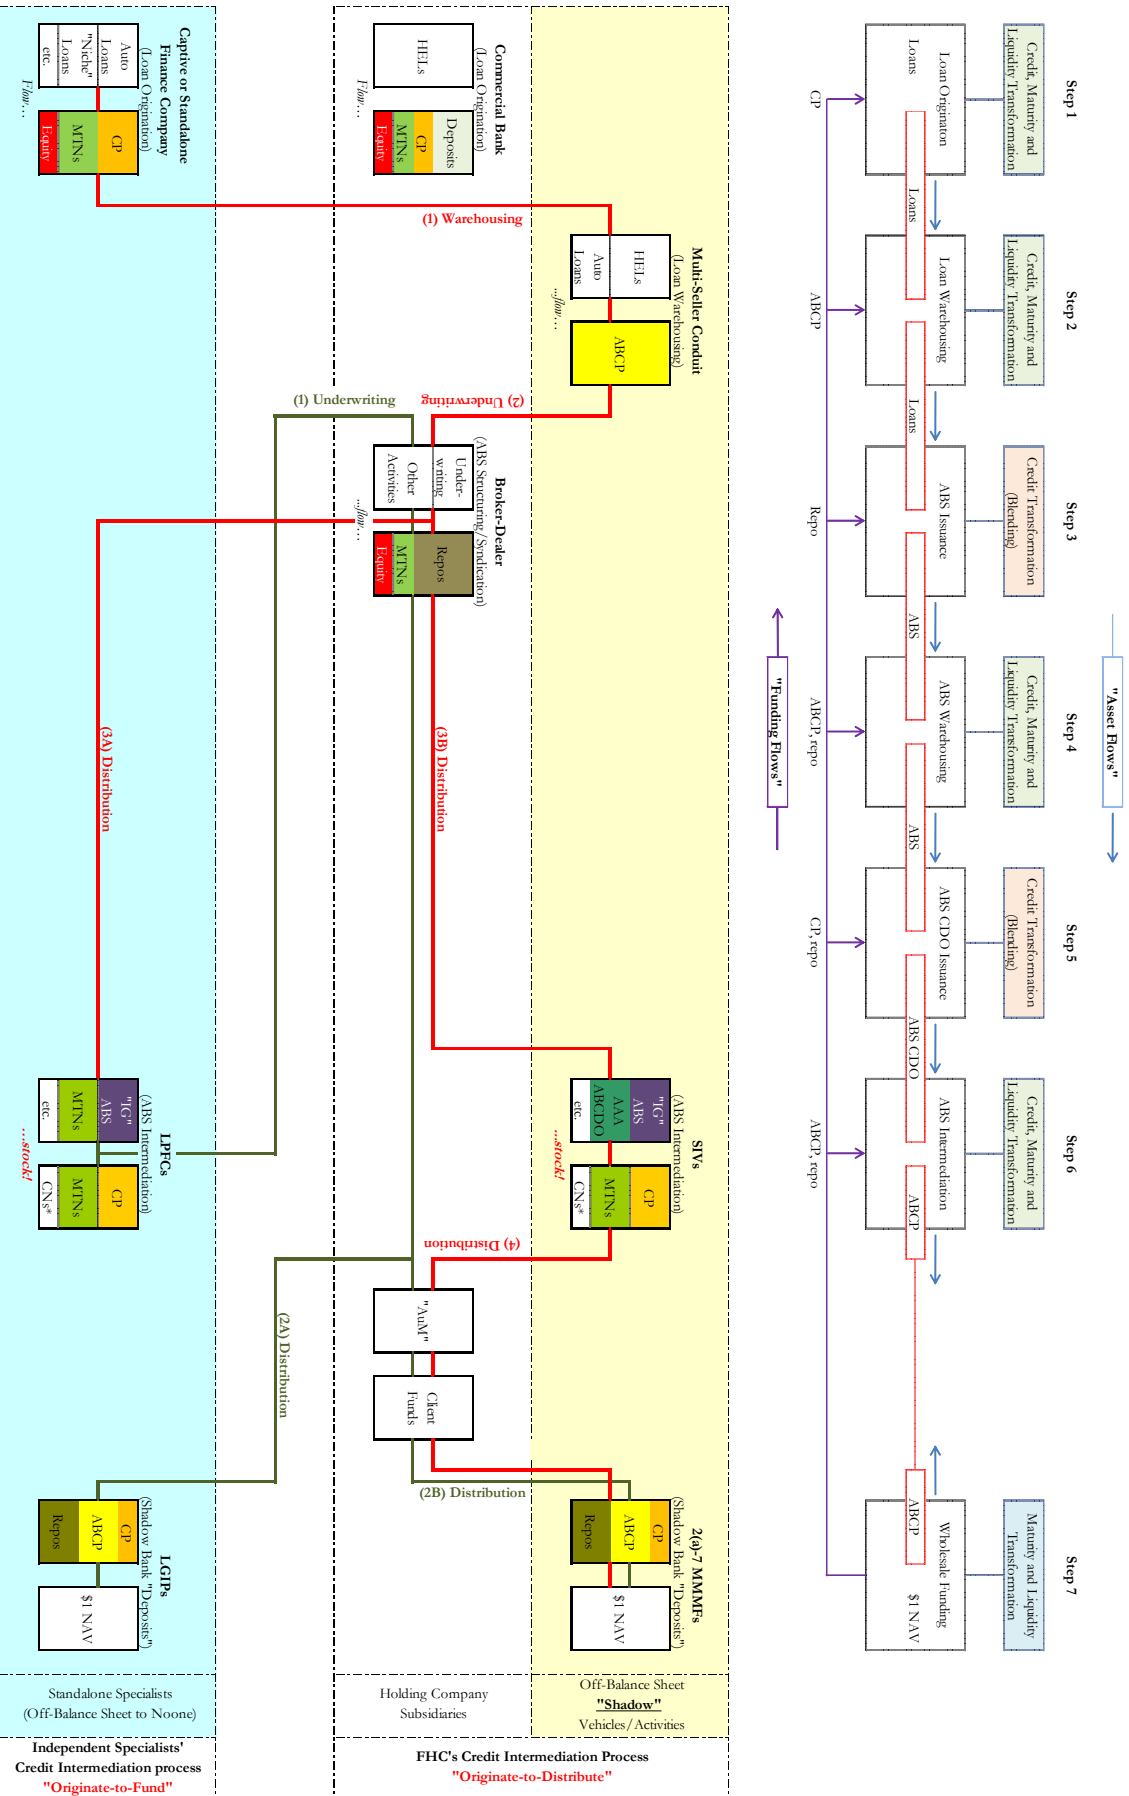 Step 1
Credit, Maturity and
Liquidity Transformation
Loan Originaton
Loans
CP
Loans
Step 2
Credit, Maturity and
Liquidity Transformation
Loan Warehousing
ABCP
Loans
Step 3
Credit Transformation
(Blending)
ABS Issuance
Repo
ABS
Step 4
Credit, Maturity and
Liquidity Transformation
ABS Warehousing
ABCP, repo
ABS
Step 5
Credit Transformation
(Blending)
ABS CDO Issuance
CP, repo
ABS CDO
Step 6
Credit, Maturity and
Liquidity Transformation
ABS Intermediation
ABCP, repo
ABCP
Step 7
Maturity and Liquidity
Transformation
Wholesale Funding
ABCP
$1 NAV
"Asset Flows"
"Funding Flows"
Multi-Seller Conduit
(Loan Warehousing)
HELs
Auto
Loans
ABCP
...flow…
SIVs
(ABS Intermediation)
"IG"
ABS
AAA
ABCDO
etc.
CP
MTNs
CNs*
...stock!
2(a)-7 MMMFs
(Shadow Bank "Deposits")
CP
ABCP
Repos
$1 NAV
Off-Balance Sheet
"Shadow"
Vehicles/Activities
(1) Warehousing
(2) Underwriting
(3B) Distribution
(4) Distribution
(2B) Distribution
Commercial Bank
(Loan Origination)
HELs
Deposits
CP
MTNs
Equity
Flow…
Broker-Dealer
(ABS Structuring/Syndication)
Under-
writing
Other
Activities
Repos
MTNs
Equity
...flow…
"AuM"
Client
Funds
Holding Company
Subsidiaries
FHC's Credit Intermediation Process
"Originate-to-Distribute"
(1) Underwriting
(3A) Distribution
(2A) Distribution
Captive or Standalone
Finance Company
(Loan Origination)
Auto
Loans
"Niche"
Loans
etc.
CP
MTNs
Equity
Flow…
LPFCs
(ABS Intermediation)
"IG"
ABS
MTNs
etc.
CP
MTNs
CNs*
...stock!
LGIPs
(Shadow Bank "Deposits")
CP
ABCP
Repos
$1 NAV
Standalone Specialists
(Off-Balance Sheet to Noone)
Independent Specialists'
Credit Intermediation process
"Originate-to-Fund"